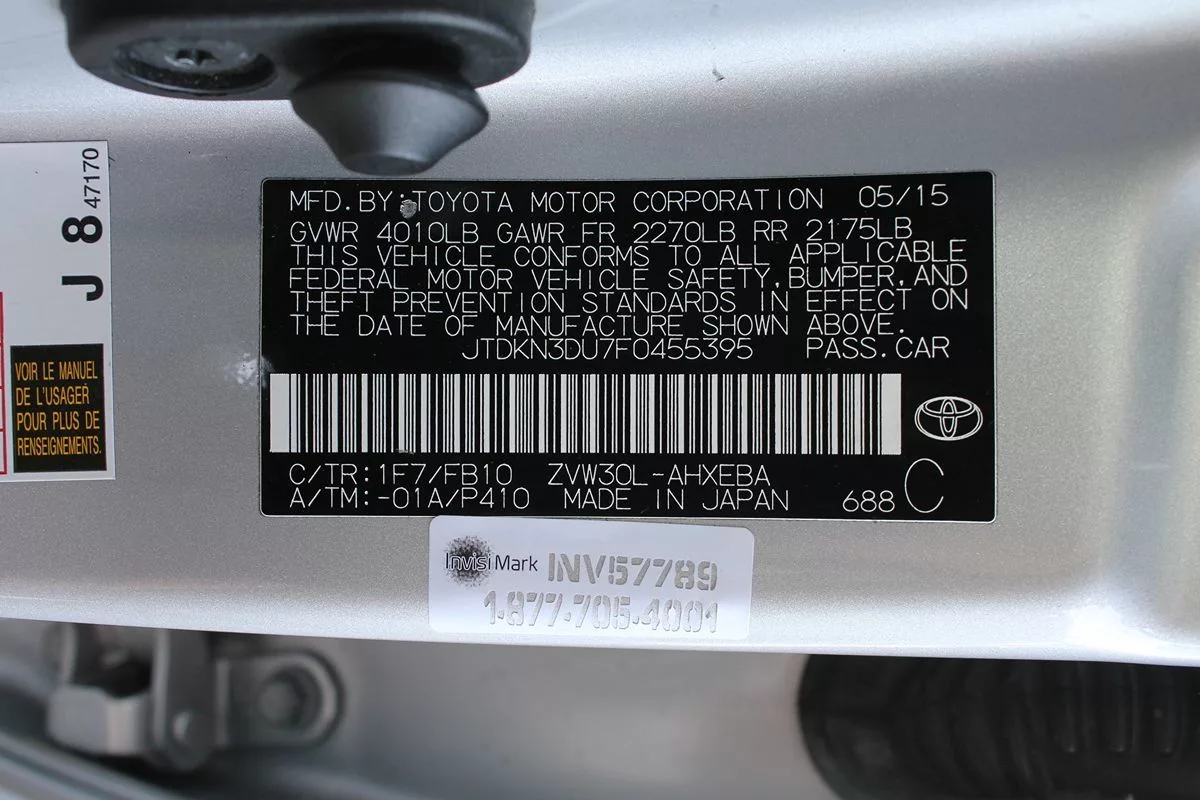 J 8 47170
VOIR LE MANUEL
DE L'USAGER
POUR PLUS DE
RENSEIGNEMENTS.
MFD.BY:TOYOTA MOTOR CORPORATION 05/15
GVWR 4010LB GAWR FR 2270LB RR 2175LB
THIS VEHICLE CONFORMS TO ALL APPLICABLE
FEDERAL MOTOR VEHICLE SAFETY,BUMPER,AND
THEFT PREVENTION STANDARDS IN EFFECT ON
THE DATE OF MANUFACTURE SHOWN ABOVE.
JTDKN3DU7F0455395 PASS.CAR
C/TR:1F7/FB10 ZVW30L-AHXEBA
A/TM:-01A/P410 MADE IN JAPAN 688 C
InvisiMark INV57789
1-877-705-4001